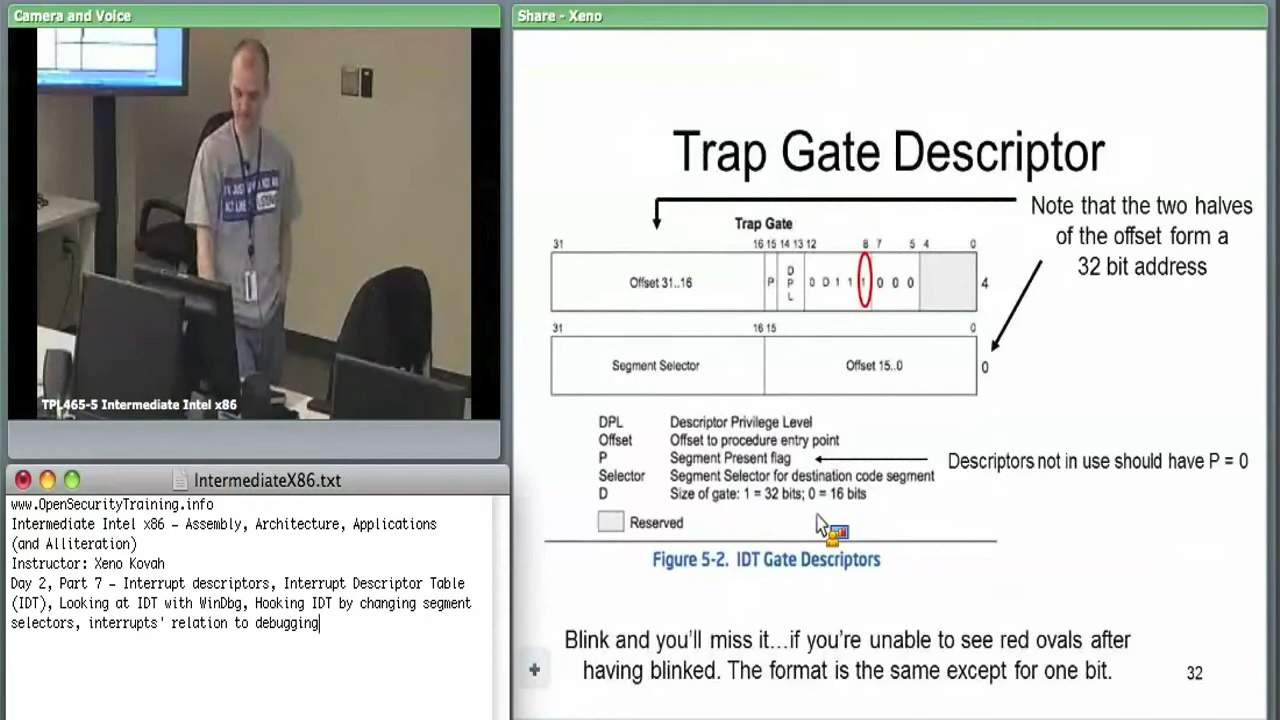 Camera and Voice
TPL465-5 Intermediate Intel x86
IntermediateX86.txt
www.OpenSecurityTraining.info
Intermediate Intel x86 – Assembly, Architecture, Applications
(and Alliteration)
Instructor: Xeno Kovah
Day 2, Part 7 – Interrupt descriptors, Interrupt Descriptor Table
(IDT), Looking at IDT with WinDbg, Hooking IDT by changing segment
selectors, interrupts' relation to debugging
Share - Xeno
Trap Gate Descriptor
Note that the two halves
of the offset form a
32 bit address
Trap Gate
31 16 15 14 13 12 8 7 5 4 0
Offset 31..16 P DPL 0 D 1 1 1 0 0 0 4
31 16 15 0
Segment Selector Offset 15..0 0
DPL Descriptor Privilege Level
Offset Offset to procedure entry point
P Segment Present flag
Descriptors not in use should have P = 0
Selector Segment Selector for destination code segment
D Size of gate: 1 = 32 bits; 0 = 16 bits
Reserved
Figure 5-2. IDT Gate Descriptors
Blink and you'll miss it…if you're unable to see red ovals after
having blinked. The format is the same except for one bit.
32